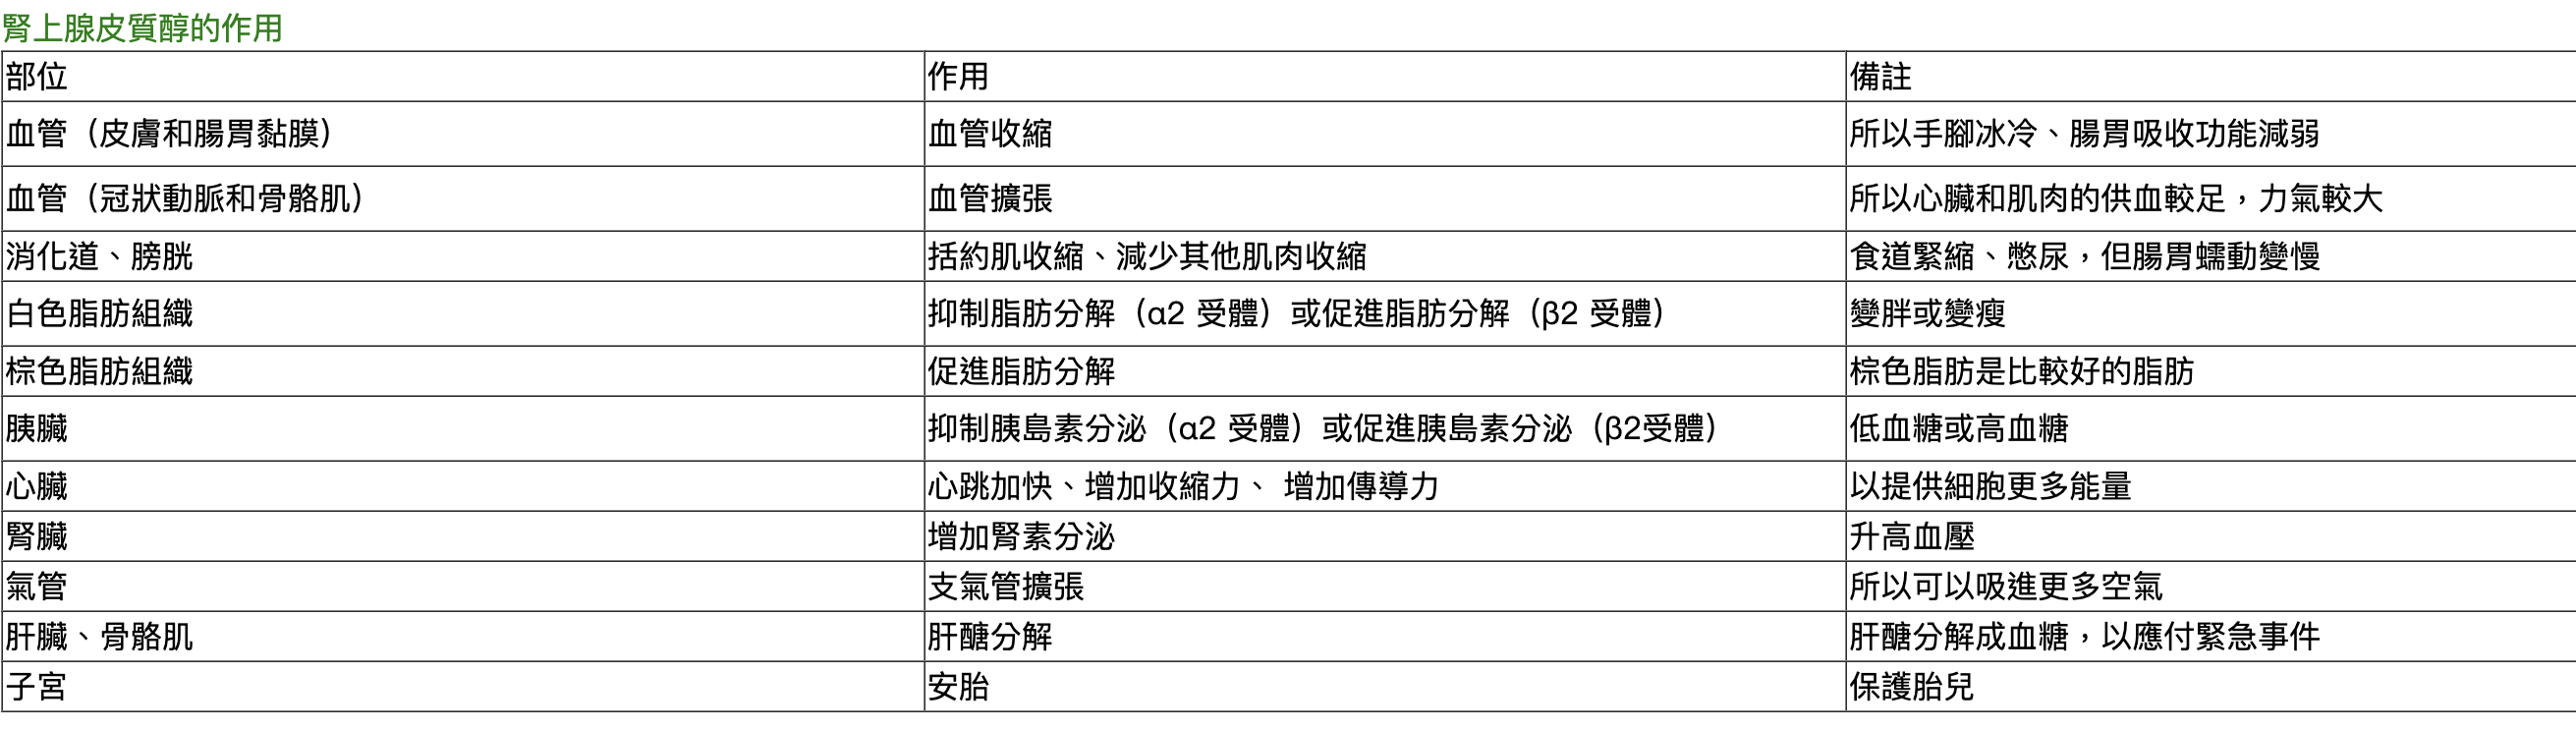 腎上腺皮質醇的作用
部位 作用 備註
血管（皮膚和腸胃黏膜） 血管收縮 所以手腳冰冷、腸胃吸收功能減弱
血管（冠狀動脈和骨骼肌） 血管擴張 所以心臟和肌肉的供血較足，力氣較大
消化道、膀胱 括約肌收縮、減少其他肌肉收縮 食道緊縮、憋尿，但腸胃蠕動變慢
白色脂肪組織 抑制脂肪分解（α2 受體）或促進脂肪分解（β2 受體） 變胖或變瘦
棕色脂肪組織 促進脂肪分解 棕色脂肪是比較好的脂肪
胰臟 抑制胰島素分泌（α2 受體）或促進胰島素分泌（β2受體） 低血糖或高血糖
心臟 心跳加快、增加收縮力、 增加傳導力 以提供細胞更多能量
腎臟 增加腎素分泌 升高血壓
氣管 支氣管擴張 所以可以吸進更多空氣
肝臟、骨骼肌 肝醣分解 肝醣分解成血糖，以應付緊急事件
子宮 安胎 保護胎兒